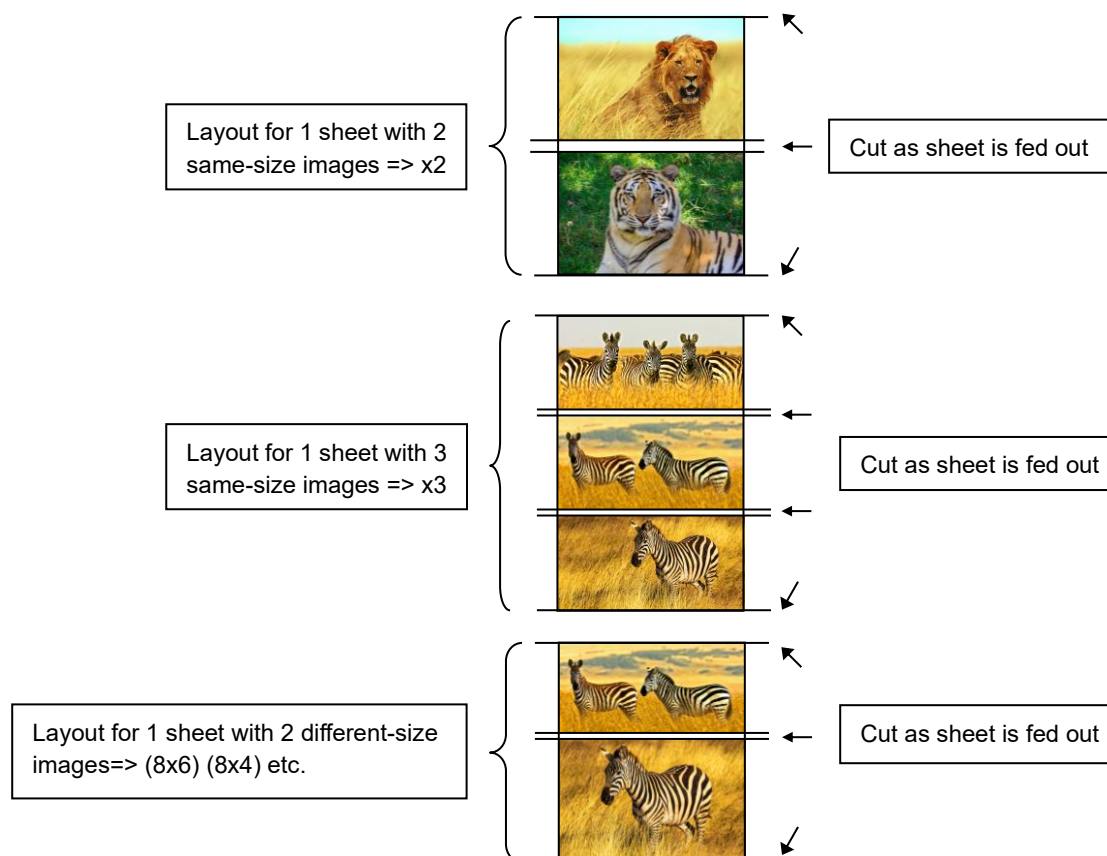 Layout for 1 sheet with 2
same-size images => x2
Cut as sheet is fed out
Layout for 1 sheet with 3
same-size images => x3
Cut as sheet is fed out
Layout for 1 sheet with 2 different-size
images=> (8x6) (8x4) etc.
Cut as sheet is fed out